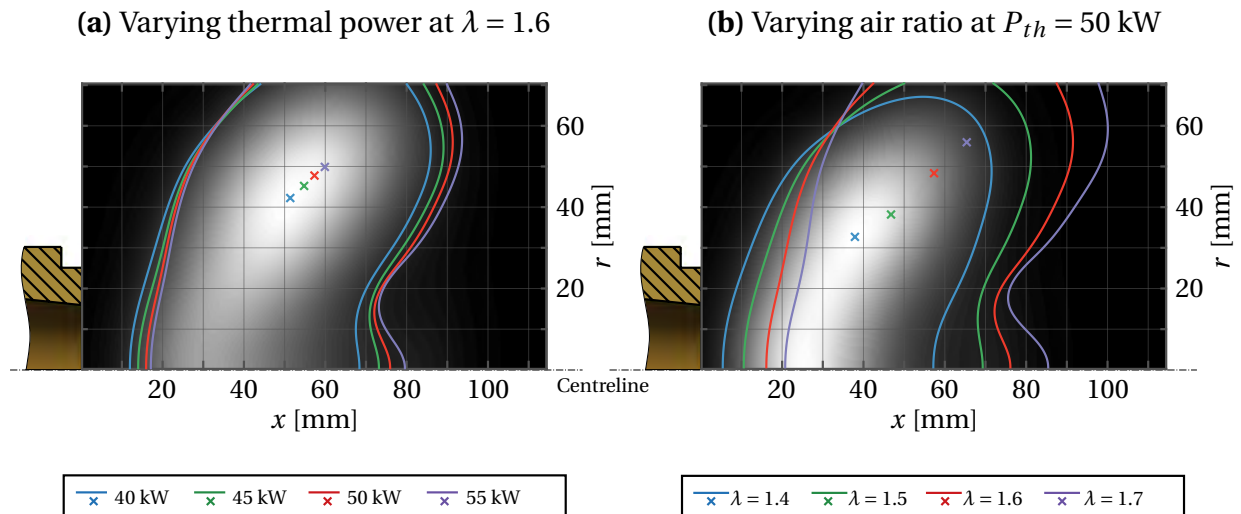 (a) Varying thermal power at λ = 1.6
(b) Varying air ratio at P_{th} = 50 kW
60
40
20
r [mm]
20 40 60 80 100
x [mm]
Centreline
60
40
20
r [mm]
20 40 60 80 100
x [mm]
40 kW 45 kW 50 kW 55 kW
λ = 1.4 λ = 1.5 λ = 1.6 λ = 1.7